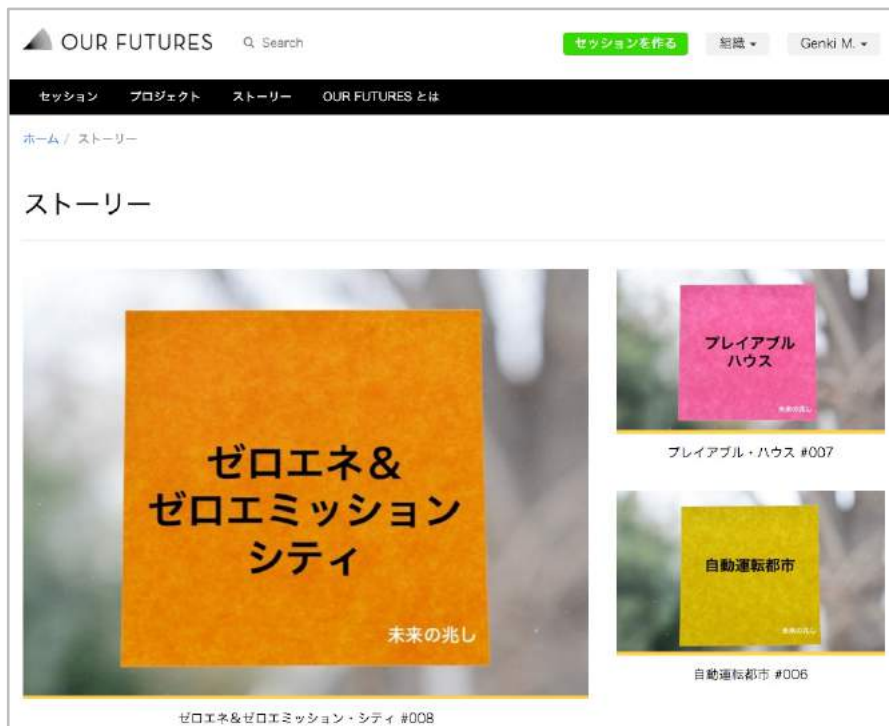 OUR FUTURES
Search
セッションを作る
組織
Genki M.
セッション プロジェクト ストーリー OUR FUTURES とは
ホーム / ストーリー
ストーリー
ゼロエネ&
ゼロエミッション
シティ
未来の兆し
ゼロエネ&ゼロエミッション・シティ #008
プレイアブル
ハウス
未来の兆し
プレイアブル・ハウス #007
自動運転都市
未来の兆し
自動運転都市 #006